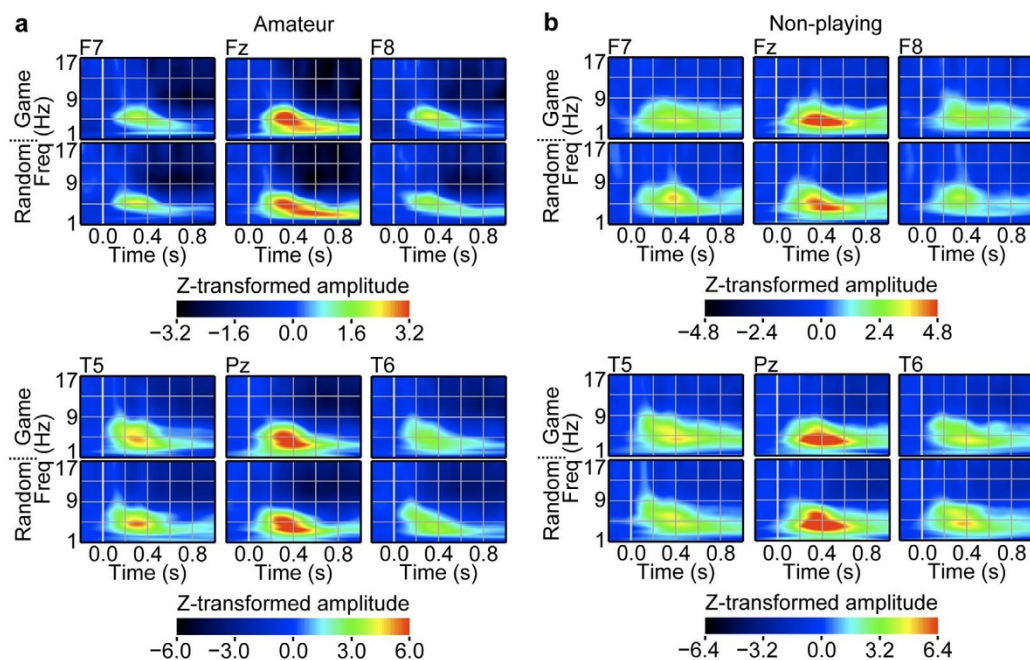 a Amateur
F7 Fz F8
17
9
1
Game
17
9
1
Random
Freq (Hz)
0.0 0.4 0.8 0.0 0.4 0.8 0.0 0.4 0.8
Time (s) Time (s) Time (s)
Z-transformed amplitude
−3.2 −1.6 0.0 1.6 3.2
T5 Pz T6
17
9
1
Game
17
9
1
Random
Freq (Hz)
0.0 0.4 0.8 0.0 0.4 0.8 0.0 0.4 0.8
Time (s) Time (s) Time (s)
Z-transformed amplitude
−6.0 −3.0 0.0 3.0 6.0
b Non-playing
F7 Fz F8
17
9
1
Game
17
9
1
Random
Freq (Hz)
0.0 0.4 0.8 0.0 0.4 0.8 0.0 0.4 0.8
Time (s) Time (s) Time (s)
Z-transformed amplitude
−4.8 −2.4 0.0 2.4 4.8
T5 Pz T6
17
9
1
Game
17
9
1
Random
Freq (Hz)
0.0 0.4 0.8 0.0 0.4 0.8 0.0 0.4 0.8
Time (s) Time (s) Time (s)
Z-transformed amplitude
−6.4 −3.2 0.0 3.2 6.4